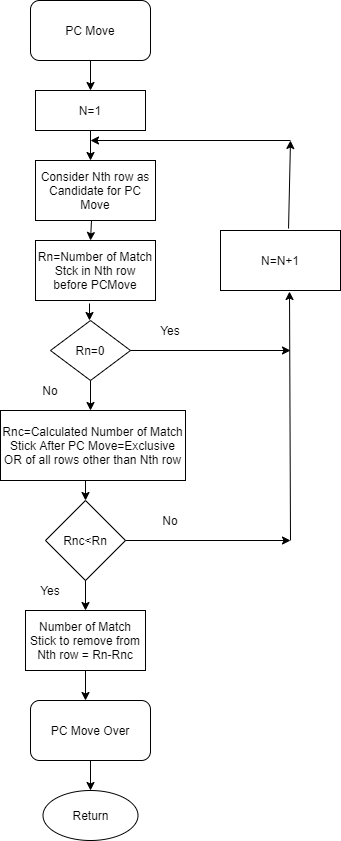 PC Move
N=1
Consider Nth row as
Candidate for PC
Move
N=N+1
Rn=Number of Match
Stck in Nth row
before PCMove
Yes
Rn=0
No
Rnc=Calculated Number of Match
Stick After PC Move=Exclusive
OR of all rows other than Nth row
No
Rnc<Rn
Yes
Number of Match
Stick to remove from
Nth row = Rn-Rnc
PC Move Over
Return